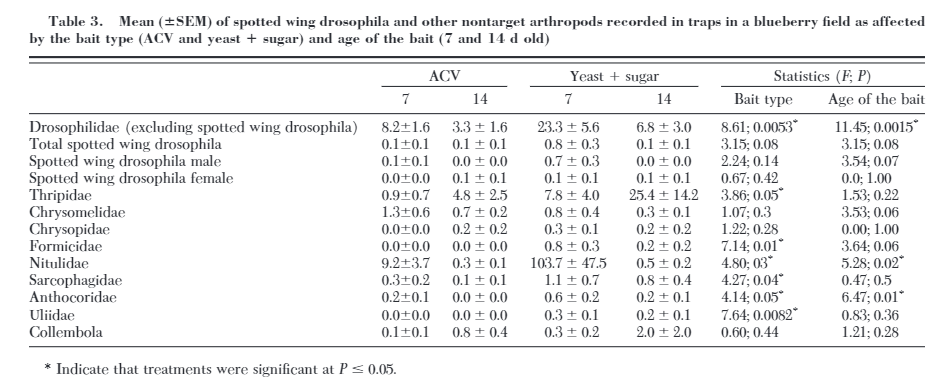 Table 3. Mean (±SEM) of spotted wing drosophila and other nontarget arthropods recorded in traps in a blueberry field as affected
by the bait type (ACV and yeast + sugar) and age of the bait (7 and 14 d old)
ACV Yeast + sugar Statistics (F; P)
7 14 7 14 Bait type Age of the bait
Drosophilidae (excluding spotted wing drosophila) 8.2±1.6 3.3 ± 1.6 23.3 ± 5.6 6.8 ± 3.0 8.61; 0.0053* 11.45; 0.0015*
Total spotted wing drosophila 0.1±0.1 0.1 ± 0.1 0.8 ± 0.3 0.1 ± 0.1 3.15; 0.08 3.15; 0.08
Spotted wing drosophila male 0.1±0.1 0.0 ± 0.0 0.7 ± 0.3 0.0 ± 0.0 2.24; 0.14 3.54; 0.07
Spotted wing drosophila female 0.0±0.0 0.1 ± 0.1 0.1 ± 0.1 0.1 ± 0.1 0.67; 0.42 0.0; 1.00
Thripidae 0.9±0.7 4.8 ± 2.5 7.8 ± 4.0 25.4 ± 14.2 3.86; 0.05* 1.53; 0.22
Chrysomelidae 1.3±0.6 0.7 ± 0.2 0.8 ± 0.4 0.3 ± 0.1 1.07; 0.3 3.53; 0.06
Chrysopidae 0.0±0.0 0.2 ± 0.2 0.3 ± 0.1 0.2 ± 0.2 1.22; 0.28 0.00; 1.00
Formicidae 0.0±0.0 0.0 ± 0.0 0.8 ± 0.3 0.2 ± 0.2 7.14; 0.01* 3.64; 0.06
Nitulidae 9.2±3.7 0.3 ± 0.1 103.7 ± 47.5 0.5 ± 0.2 4.80; 03* 5.28; 0.02*
Sarcophagidae 0.3±0.2 0.1 ± 0.1 1.1 ± 0.7 0.8 ± 0.4 4.27; 0.04* 0.47; 0.5
Anthocoridae 0.2±0.1 0.0 ± 0.0 0.6 ± 0.2 0.2 ± 0.1 4.14; 0.05* 6.47; 0.01*
Uliidae 0.0±0.0 0.0 ± 0.0 0.3 ± 0.1 0.2 ± 0.1 7.64; 0.0082* 0.83; 0.36
Collembola 0.1±0.1 0.8 ± 0.4 0.3 ± 0.2 2.0 ± 2.0 0.60; 0.44 1.21; 0.28
* Indicate that treatments were significant at P ≤ 0.05.